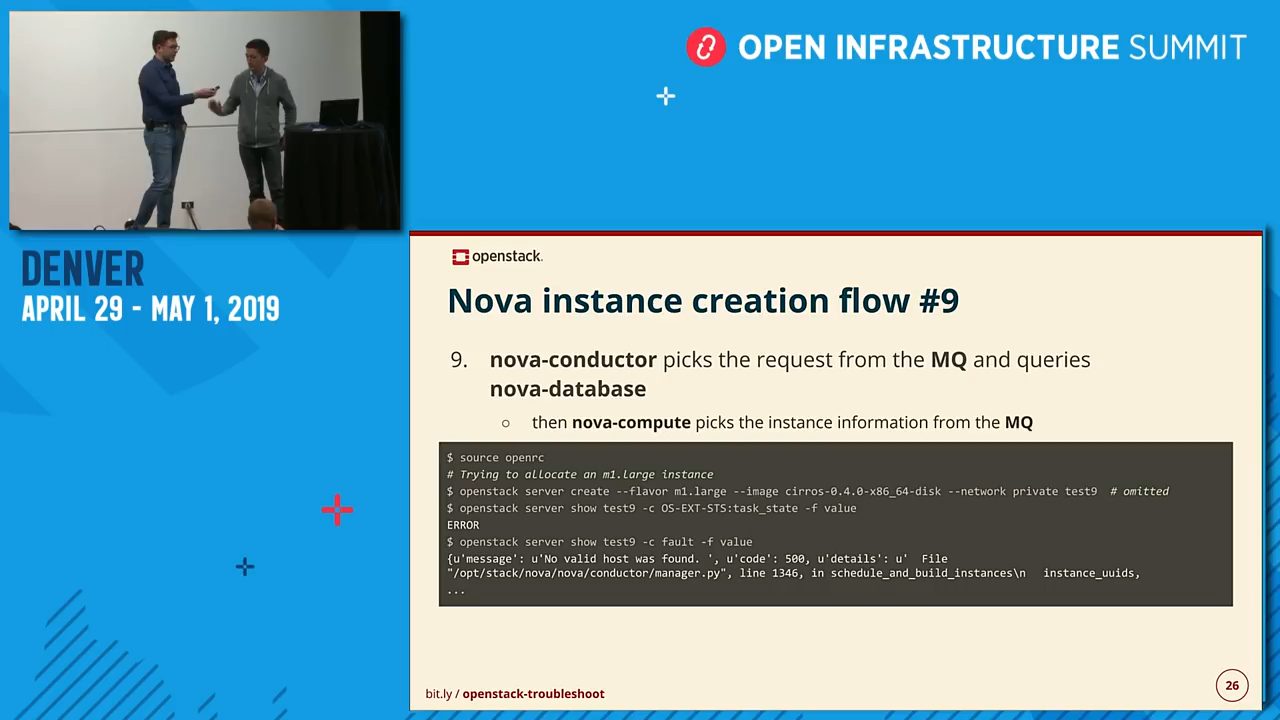 OPEN INFRASTRUCTURE SUMMIT
DENVER
APRIL 29 - MAY 1, 2019
openstack.
Nova instance creation flow #9
9. nova-conductor picks the request from the MQ and queries
nova-database
○ then nova-compute picks the instance information from the MQ
$ source openrc
# Trying to allocate an m1.large instance
$ openstack server create --flavor m1.large --image cirros-0.4.0-x86_64-disk --network private test9 # omitted
$ openstack server show test9 -c OS-EXT-STS:task_state -f value
ERROR
$ openstack server show test9 -c fault -f value
{u'message': u'No valid host was found. ', u'code': 500, u'details': u' File
"/opt/stack/nova/nova/conductor/manager.py", line 1346, in schedule_and_build_instances\n instance_uuids,
...
bit.ly / openstack-troubleshoot
26